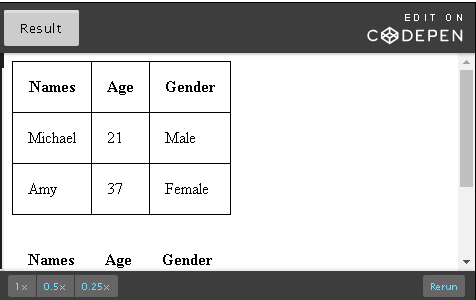 Result
EDIT ON
CODEPEN
Names Age Gender
Michael 21 Male
Amy 37 Female
Names Age Gender
1× 0.5× 0.25× Rerun